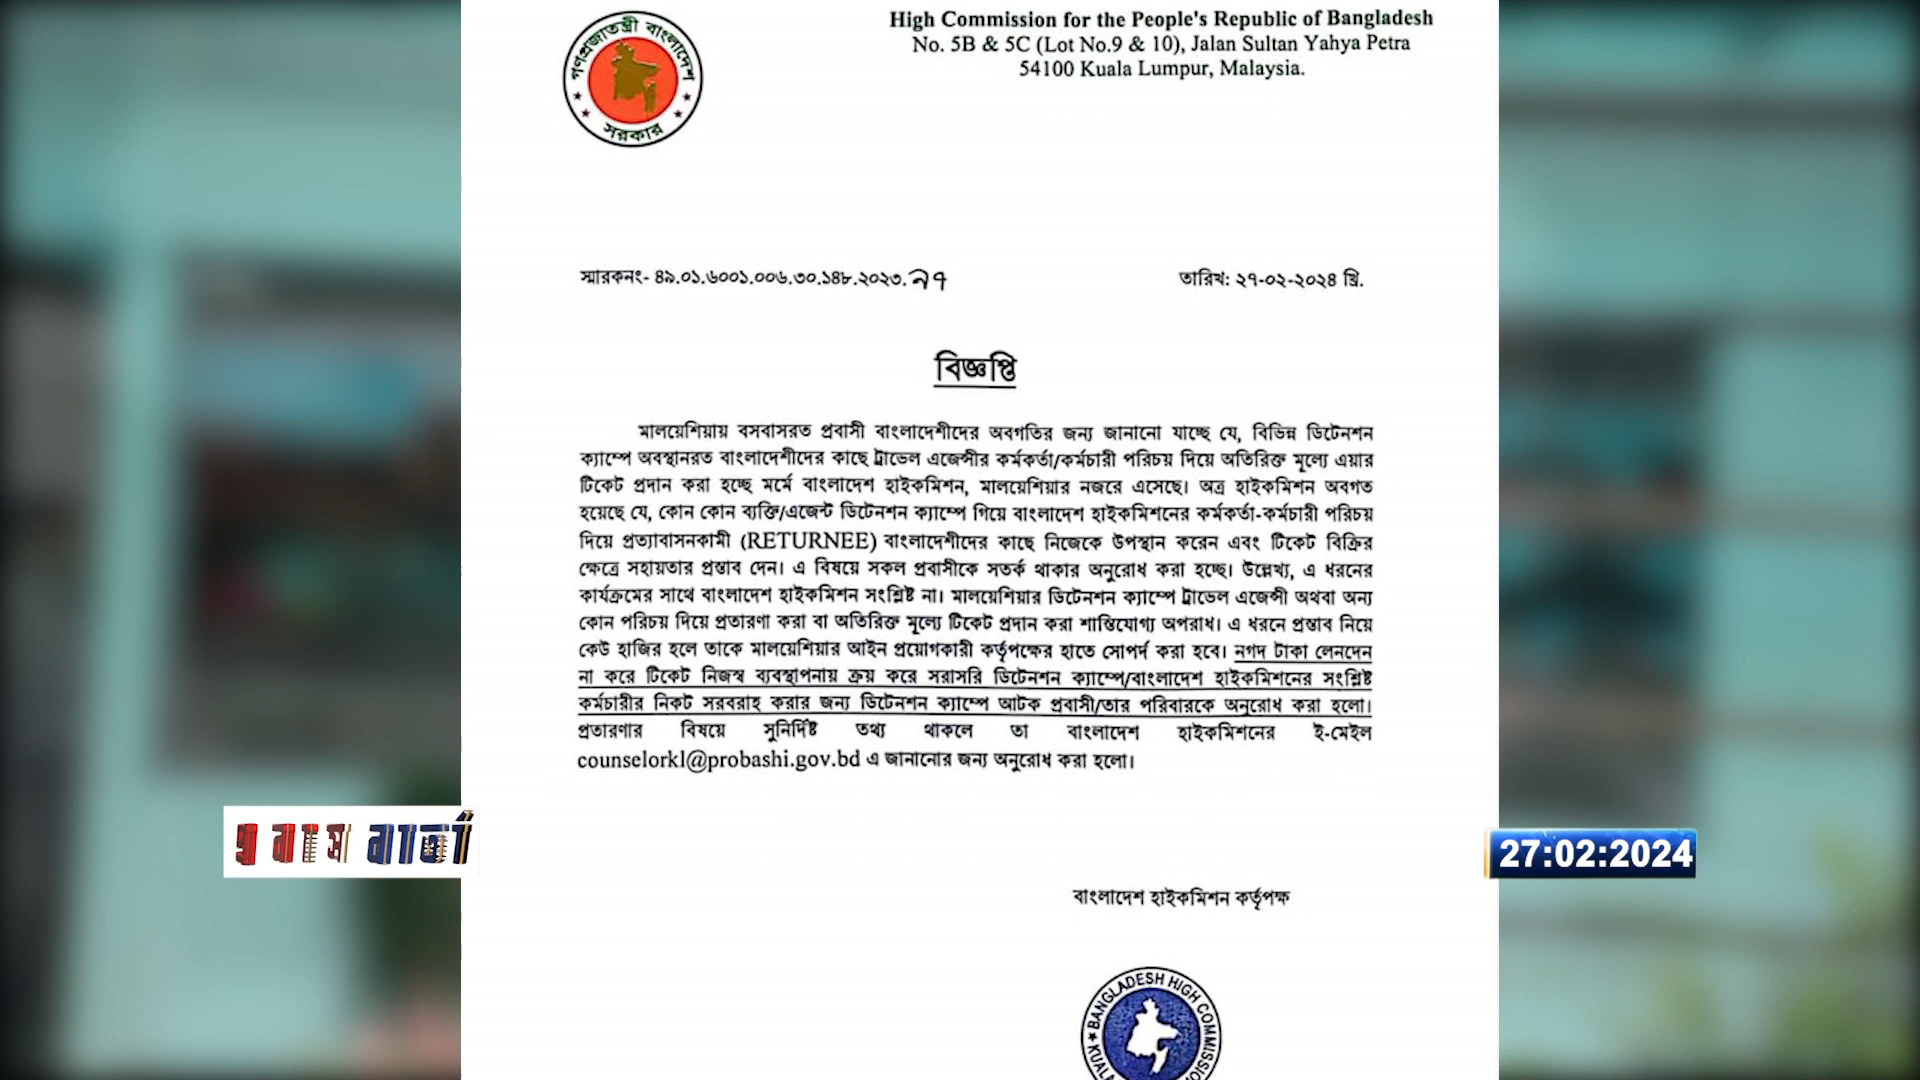 গণপ্রজাতন্ত্রী বাংলাদেশ
সরকার
High Commission for the People's Republic of Bangladesh
No. 5B & 5C (Lot No.9 & 10), Jalan Sultan Yahya Petra
54100 Kuala Lumpur, Malaysia.
স্মারকনং- ৪৯.০১.৬০০১.০০৬.৩০.১৪৮.২০২৩.২৭ তারিখ: ২৭-০২-২০২৪ খ্রি.
বিজ্ঞপ্তি
মালয়েশিয়ায় বসবাসরত প্রবাসী বাংলাদেশীদের অবগতির জন্য জানানো যাচ্ছে যে, বিভিন্ন ডিটেনশন
ক্যাম্পে অবস্থানরত বাংলাদেশীদের কাছে ট্রাভেল এজেন্সীর কর্মকর্তা/কর্মচারী পরিচয় দিয়ে অতিরিক্ত মূল্যে এয়ার
টিকেট প্রদান করা হচ্ছে মর্মে বাংলাদেশ হাইকমিশন, মালয়েশিয়ার নজরে এসেছে। অত্র হাইকমিশন অবগত
হয়েছে যে, কোন কোন ব্যক্তি/এজেন্ট ডিটেনশন ক্যাম্পে গিয়ে বাংলাদেশ হাইকমিশনের কর্মকর্তা-কর্মচারী পরিচয়
দিয়ে প্রত্যাবাসনকামী (RETURNEE) বাংলাদেশীদের কাছে নিজেকে উপস্থান করেন এবং টিকেট বিক্রির
ক্ষেত্রে সহায়তার প্রস্তাব দেন। এ বিষয়ে সকল প্রবাসীকে সতর্ক থাকার অনুরোধ করা হচ্ছে। উল্লেখ্য, এ ধরনের
কার্যক্রমের সাথে বাংলাদেশ হাইকমিশন সংশ্লিষ্ট না। মালয়েশিয়ার ডিটেনশন ক্যাম্পে ট্রাভেল এজেন্সী অথবা অন্য
কোন পরিচয় দিয়ে প্রতারণা করা বা অতিরিক্ত মূল্যে টিকেট প্রদান করা শাস্তিযোগ্য অপরাধ। এ ধরনে প্রস্তাব নিয়ে
কেউ হাজির হলে তাকে মালয়েশিয়ার আইন প্রয়োগকারী কর্তৃপক্ষের হাতে সোপর্দ করা হবে। নগদ টাকা লেনদেন
না করে টিকেট নিজস্ব ব্যবস্থাপনায় ক্রয় করে সরাসরি ডিটেনশন ক্যাম্পে/বাংলাদেশ হাইকমিশনের সংশ্লিষ্ট
কর্মচারীর নিকট সরবরাহ করার জন্য ডিটেনশন ক্যাম্পে আটক প্রবাসী/তার পরিবারকে অনুরোধ করা হলো।
প্রতারণার বিষয়ে সুনির্দিষ্ট তথ্য থাকলে তা বাংলাদেশ হাইকমিশনের ই-মেইল
counselorkl@probashi.gov.bd এ জানানোর জন্য অনুরোধ করা হলো।
প্রবাস বার্তা
27:02:2024
বাংলাদেশ হাইকমিশন কর্তৃপক্ষ
BANGLADESH HIGH COMMISSION